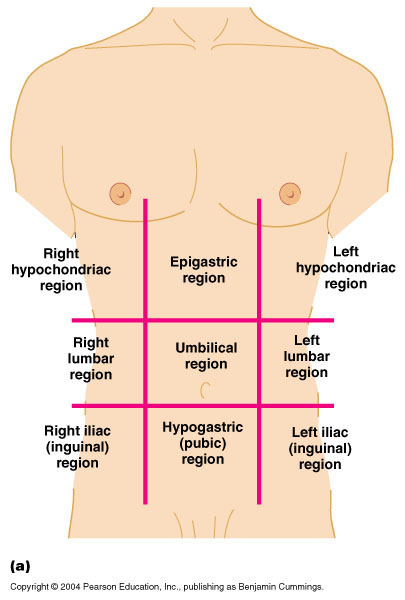 Right
hypochondriac
region
Epigastric
region
Left
hypochondriac
region
Right
lumbar
region
Umbilical
region
Left
lumbar
region
Right iliac
(inguinal)
region
Hypogastric
(pubic)
region
Left iliac
(inguinal)
region
(a)
Copyright © 2004 Pearson Education, Inc., publishing as Benjamin Cummings.